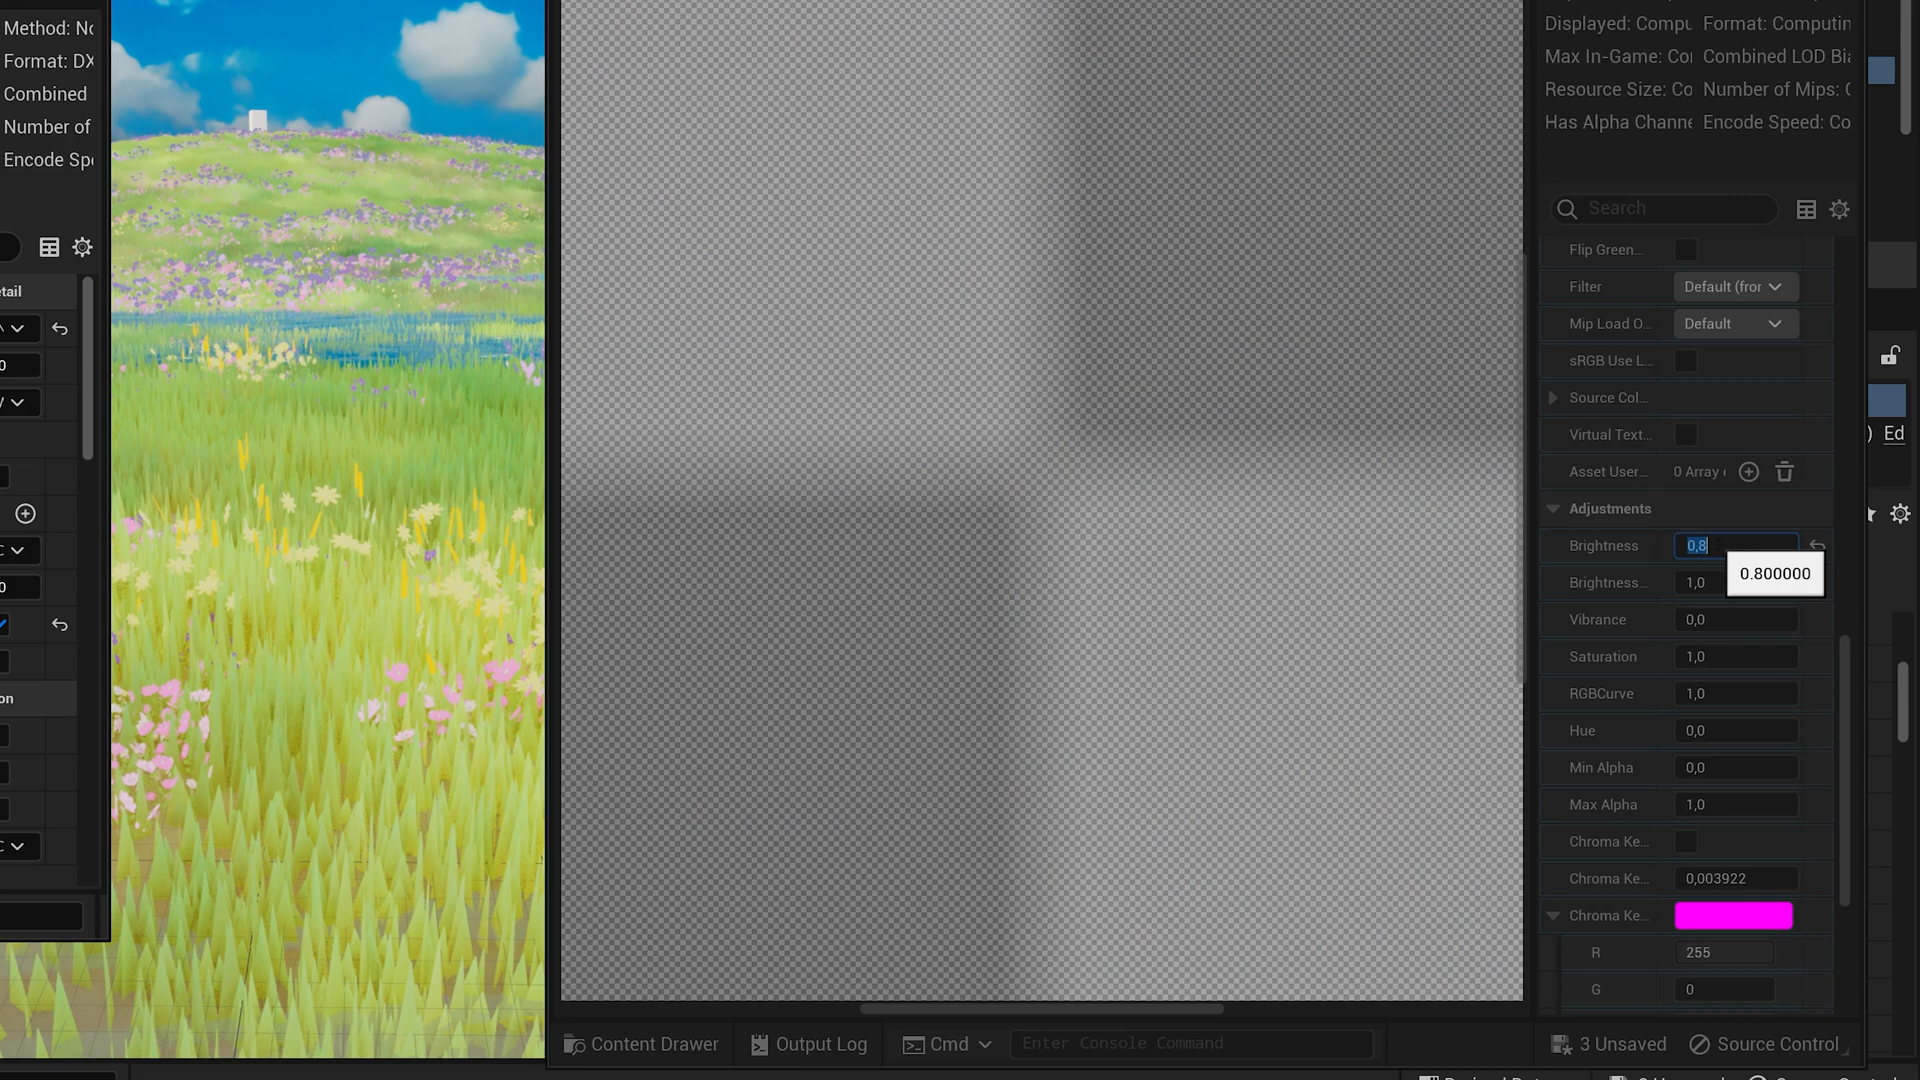 Method: Nc
Format: DX
Combined
Number of
Encode Spe
etail
0
0
on
Displayed: Compu Format: Computin
Max In-Game: Co Combined LOD Bia
Resource Size: Co Number of Mips: C
Has Alpha Channe Encode Speed: Co
Search
Flip Green...
Filter Default (fror
Mip Load O... Default
sRGB Use L...
Source Col...
Virtual Text...
Asset User... 0 Array e
Adjustments
Brightness 0,8
0.800000
Brightness... 1,0
Vibrance 0,0
Saturation 1,0
RGBCurve 1,0
Hue 0,0
Min Alpha 0,0
Max Alpha 1,0
Chroma Ke...
Chroma Ke... 0,003922
Chroma Ke...
R 255
G 0
) Ed
Content Drawer Output Log Cmd Enter Console Command 3 Unsaved Source Control